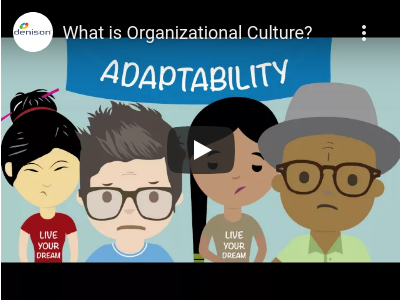 denison
What is Organizational Culture?
ADAPTABILITY
LIVE
YOUR
DREAM
LIVE
YOUR
DREAM